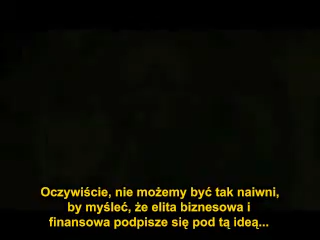 Oczywiście, nie możemy być tak naiwni,
by myśleć, że elita biznesowa i
finansowa podpisze się pod tą ideą...